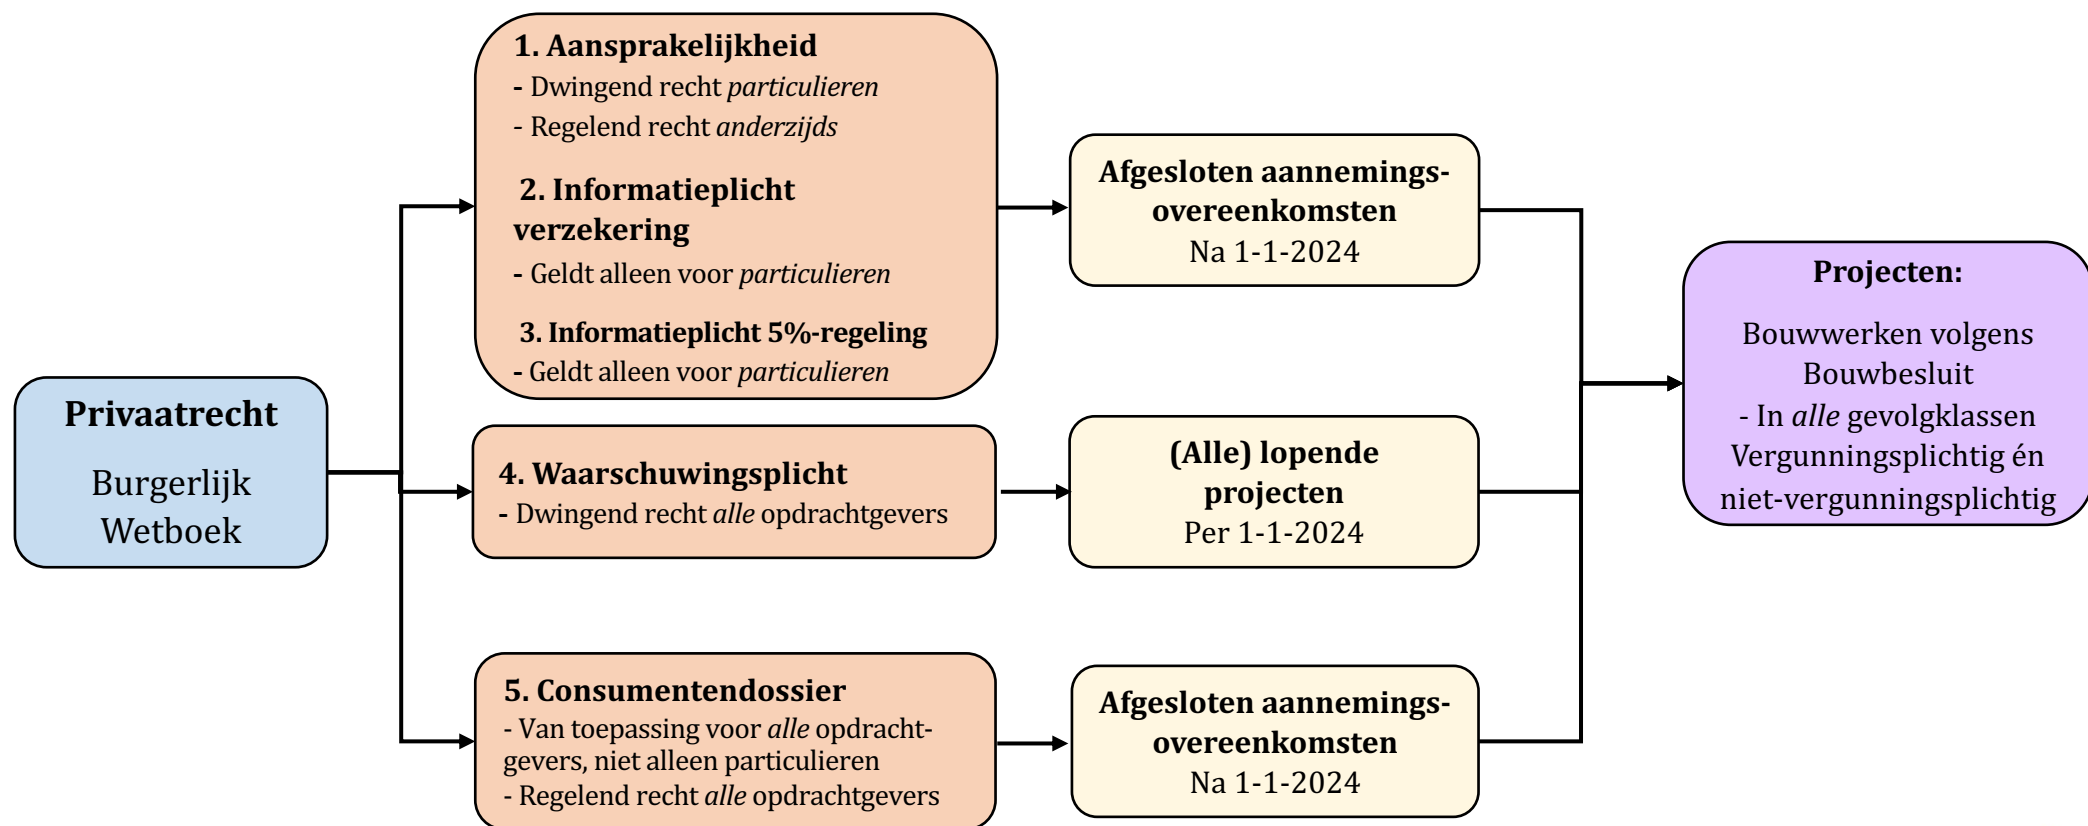 Privaatrecht
Burgerlijk
Wetboek
1. Aansprakelijkheid
- Dwingend recht particulieren
- Regelend recht anderzijds
2. Informatieplicht
verzekering
- Geldt alleen voor particulieren
3. Informatieplicht 5%-regeling
- Geldt alleen voor particulieren
4. Waarschuwingsplicht
- Dwingend recht alle opdrachtgevers
5. Consumentendossier
- Van toepassing voor alle opdracht-
gevers, niet alleen particulieren
- Regelend recht alle opdrachtgevers
Afgesloten aannemings-
overeenkomsten
Na 1-1-2024
(Alle) lopende
projecten
Per 1-1-2024
Afgesloten aannemings-
overeenkomsten
Na 1-1-2024
Projecten:
Bouwwerken volgens
Bouwbesluit
- In alle gevolgklassen
Vergunningsplichtig én
niet-vergunningsplichtig